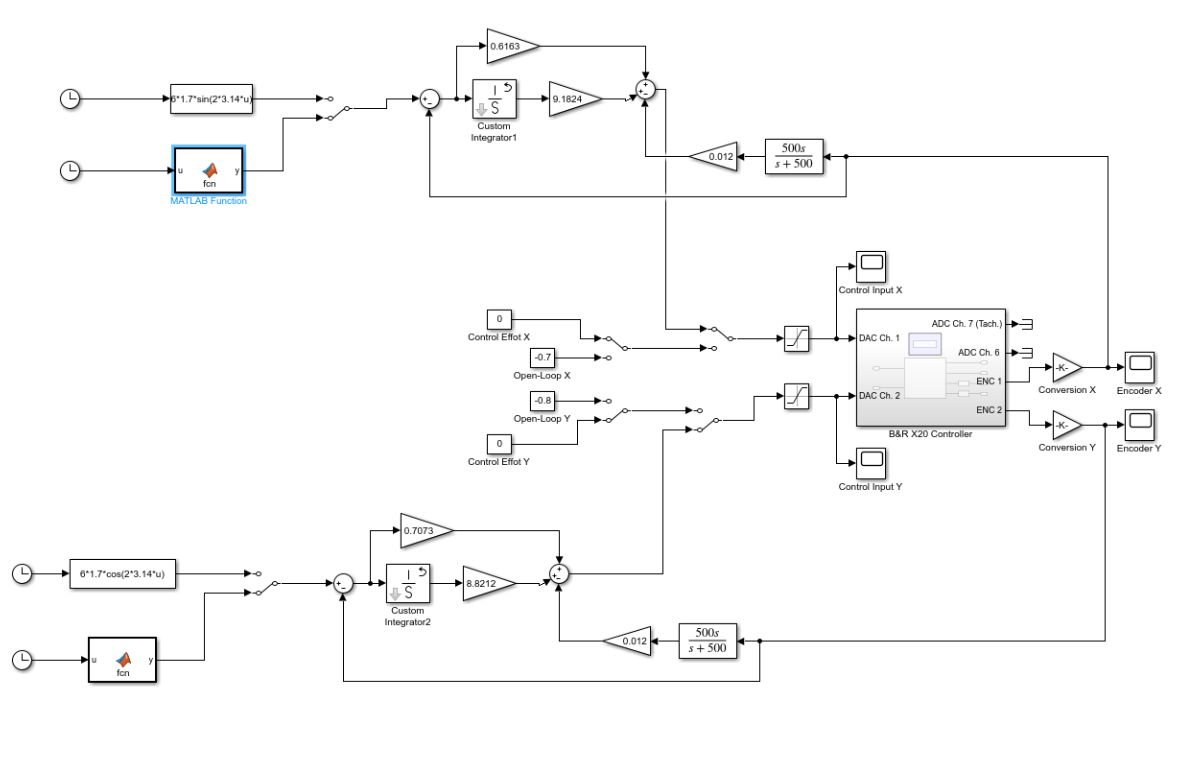 0.6163
6*1.7*sin(2*3.14*u)
+
-
1
S
9.1824
+
+
-
Custom
Integrator1
0.012
500s
s + 500
u
fcn
y
MATLAB Function
Control Input X
0
Control Effot X
-0.7
Open-Loop X
ADC Ch. 7 (Tach.)
DAC Ch. 1
ADC Ch. 6
ENC 1
-K-
Conversion X
Encoder X
-0.8
Open-Loop Y
DAC Ch. 2
ENC 2
-K-
B&R X20 Controller
Conversion Y
Encoder Y
0
Control Effot Y
Control Input Y
0.7073
6*1.7*cos(2*3.14*u)
+
-
1
S
8.8212
+
+
-
Custom
Integrator2
0.012
500s
s + 500
u
fcn
y